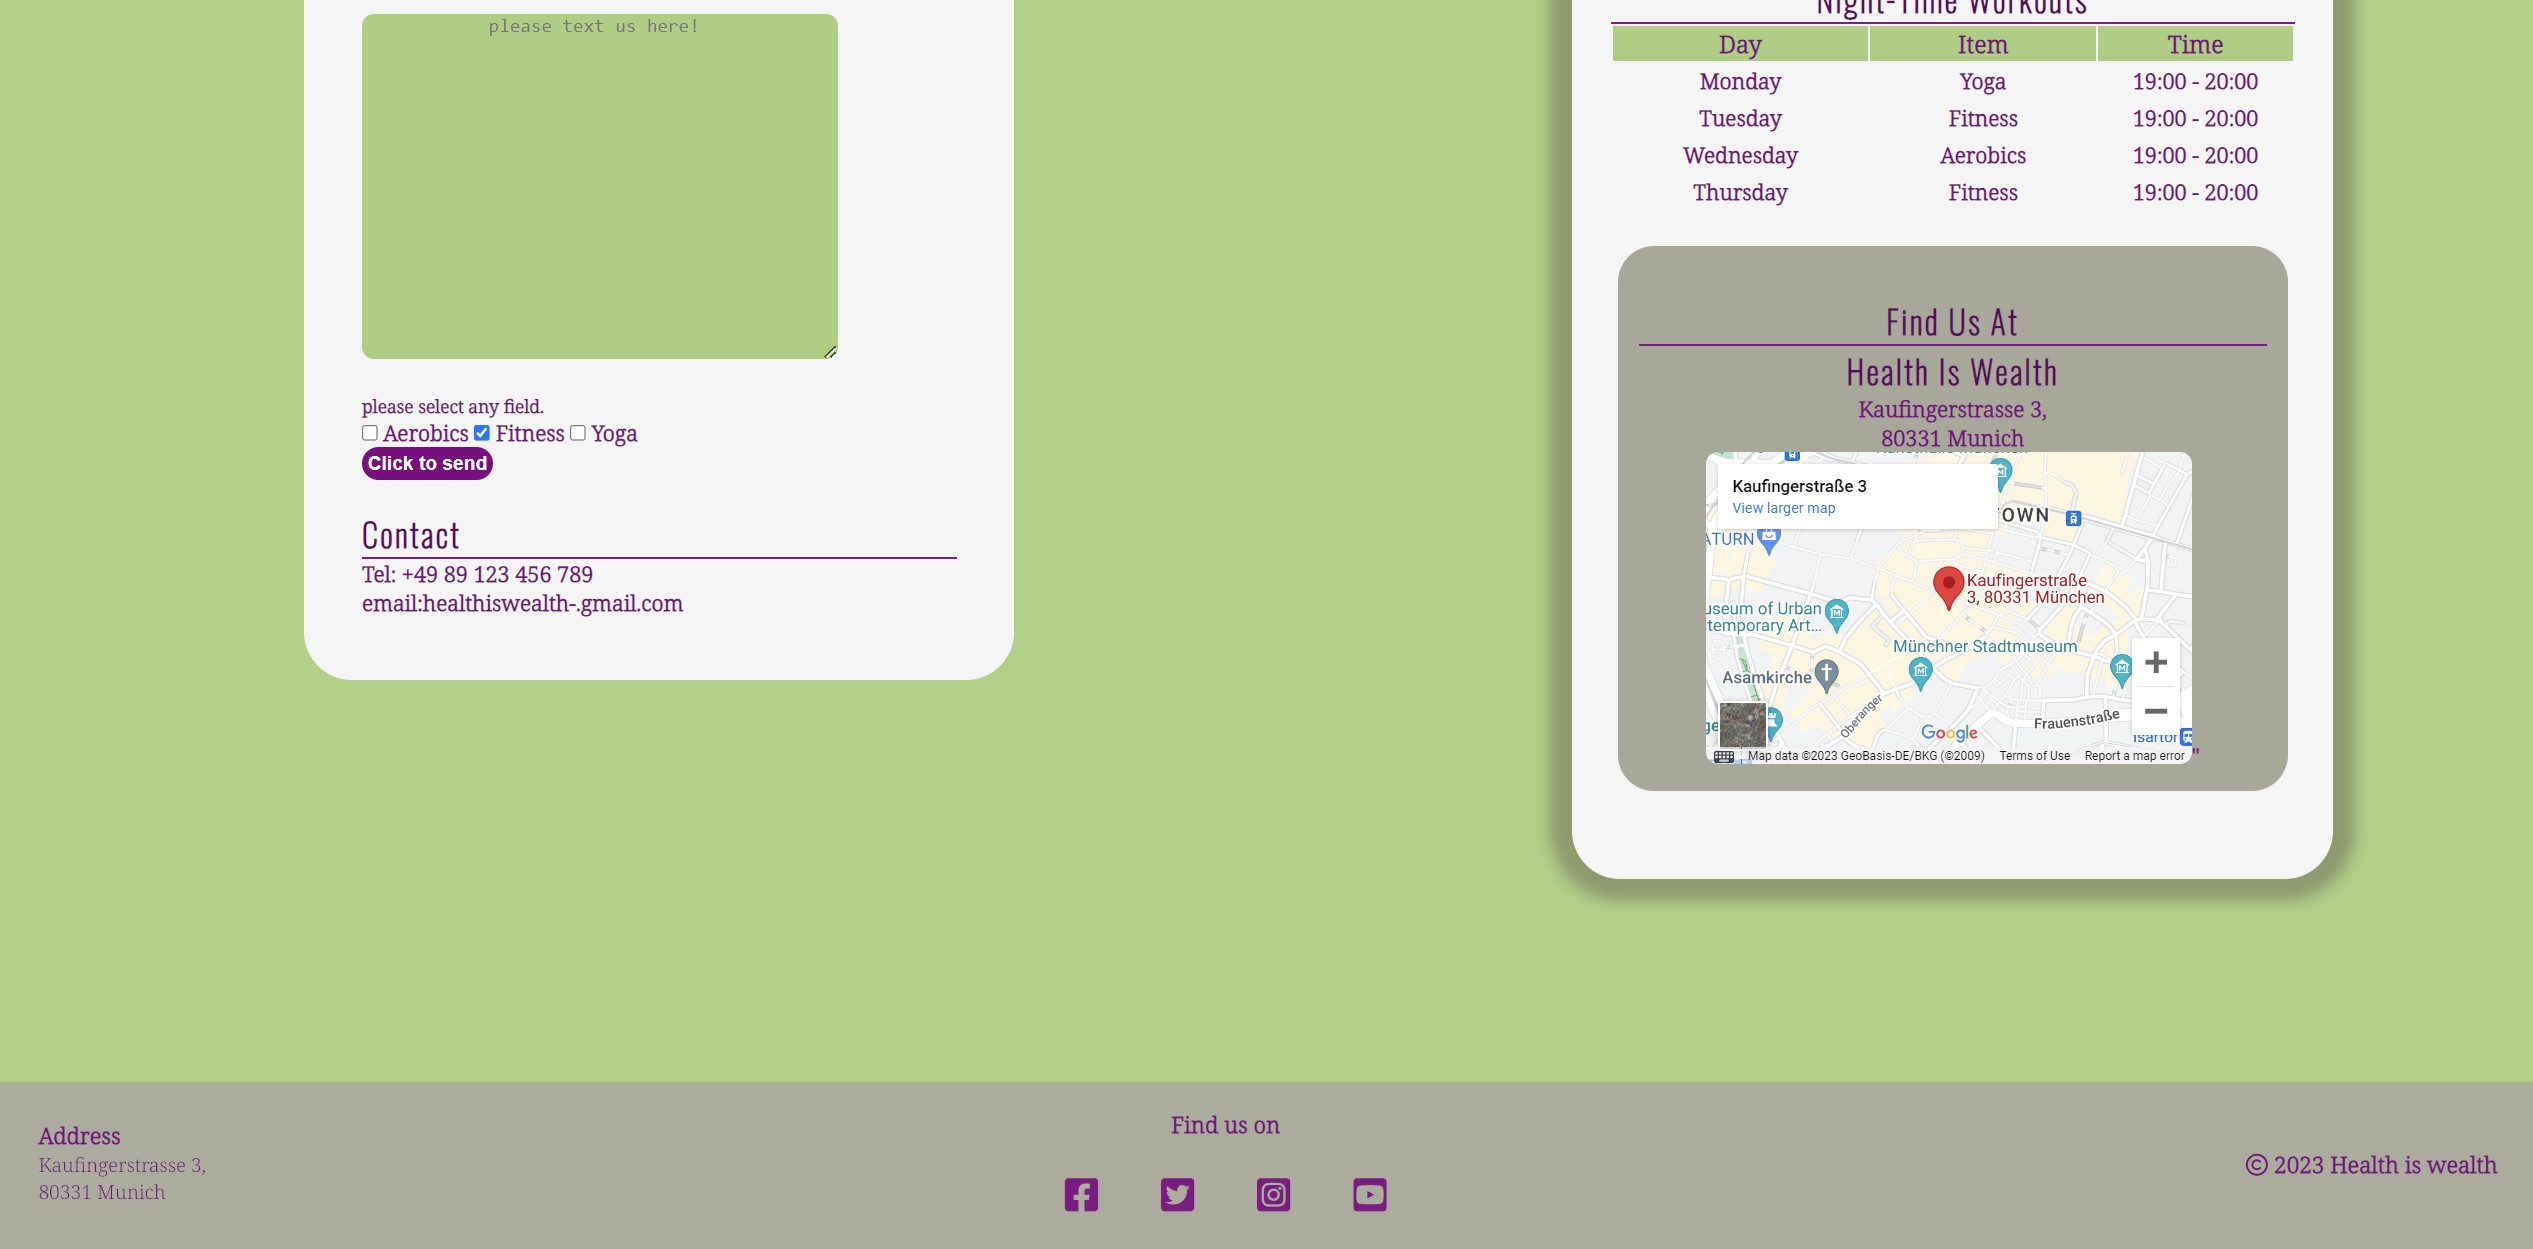 please text us here!
please select any field.
Aerobics Fitness Yoga
Click to send
Contact
Tel: +49 89 123 456 789
email:healthiswealth-.gmail.com
Night-Time Workouts
Day Item Time
Monday Yoga 19:00 - 20:00
Tuesday Fitness 19:00 - 20:00
Wednesday Aerobics 19:00 - 20:00
Thursday Fitness 19:00 - 20:00
Find Us At
Health Is Wealth
Kaufingerstrasse 3,
80331 Munich
Kaufingerstraße 3
View larger map
TOWN
ATURN
Kaufingerstraße
3, 80331 München
useum of Urban
temporary Art...
Münchner Stadtmuseum
Asamkirche
Oberanger
Frauenstraße
Isartor
Google
Map data ©2023 GeoBasis-DE/BKG (©2009) Terms of Use Report a map error "
Address
Kaufingerstrasse 3,
80331 Munich
Find us on
© 2023 Health is wealth